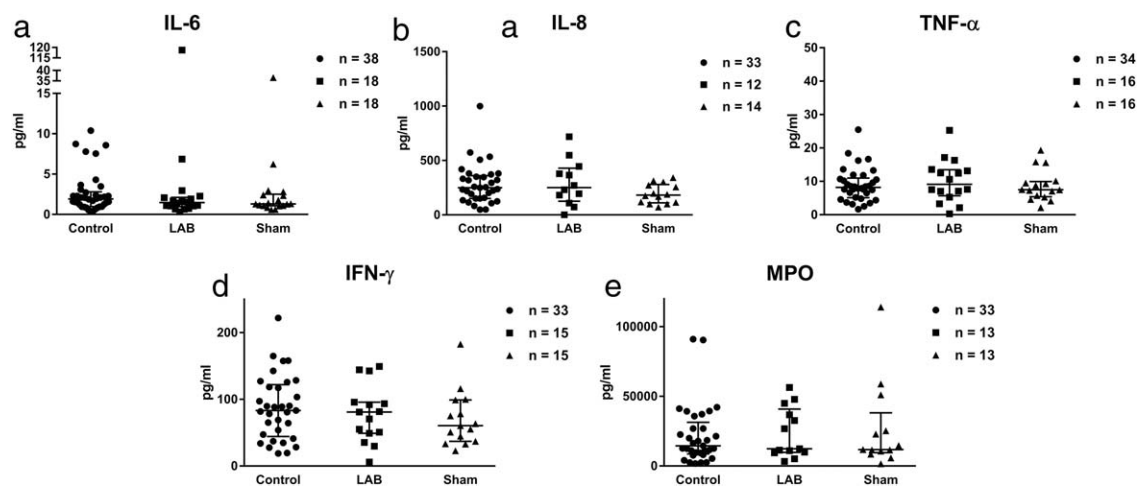 a IL-6
120
115
40
35
15
10
5
0
pg/ml
Control LAB Sham
n = 38
n = 18
n = 18
b a IL-8
1500
1000
500
0
pg/ml
Control LAB Sham
n = 33
n = 12
n = 14
c TNF-α
50
40
30
20
10
0
pg/ml
Control LAB Sham
n = 34
n = 16
n = 16
d IFN-γ
200
100
0
pg/ml
Control LAB Sham
n = 33
n = 15
n = 15
e MPO
100000
50000
0
pg/ml
Control LAB Sham
n = 33
n = 13
n = 13